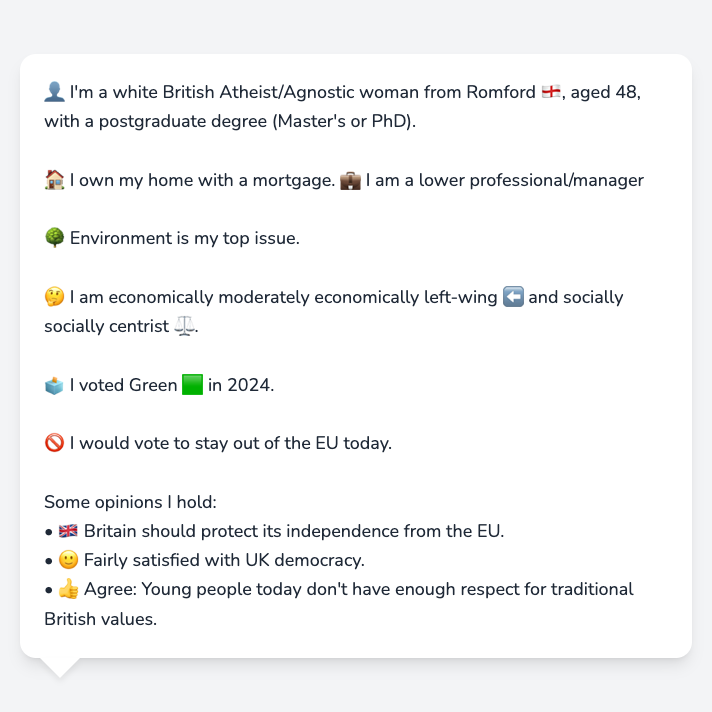 👤 I'm a white British Atheist/Agnostic woman from Romford 🏴󠁧󠁢󠁥󠁮󠁧󠁿, aged 48,
with a postgraduate degree (Master's or PhD).
🏠 I own my home with a mortgage. 💼 I am a lower professional/manager
🌳 Environment is my top issue.
🤔 I am economically moderately economically left-wing ⬅️ and socially
socially centrist ⚖️.
🗳️ I voted Green 🟩 in 2024.
🚫 I would vote to stay out of the EU today.
Some opinions I hold:
• 🇬🇧 Britain should protect its independence from the EU.
• 🙂 Fairly satisfied with UK democracy.
• 👍 Agree: Young people today don't have enough respect for traditional
British values.